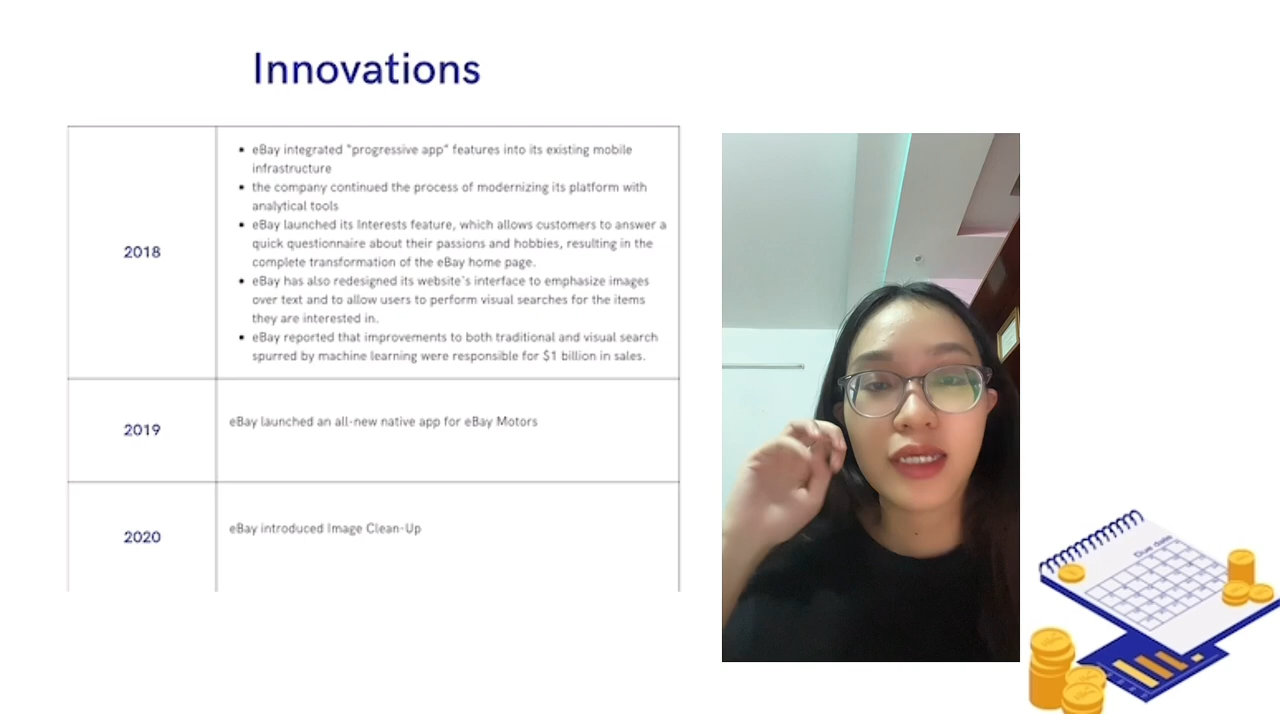 Innovations
2018
• eBay integrated "progressive app" features into its existing mobile
infrastructure
• the company continued the process of modernizing its platform with
analytical tools
• eBay launched its Interests feature, which allows customers to answer a
quick questionnaire about their passions and hobbies, resulting in the
complete transformation of the eBay home page.
• eBay has also redesigned its website's interface to emphasize images
over text and to allow users to perform visual searches for the items
they are interested in.
• eBay reported that improvements to both traditional and visual search
spurred by machine learning were responsible for $1 billion in sales.
2019
eBay launched an all-new native app for eBay Motors
2020
eBay introduced Image Clean-Up
Due date